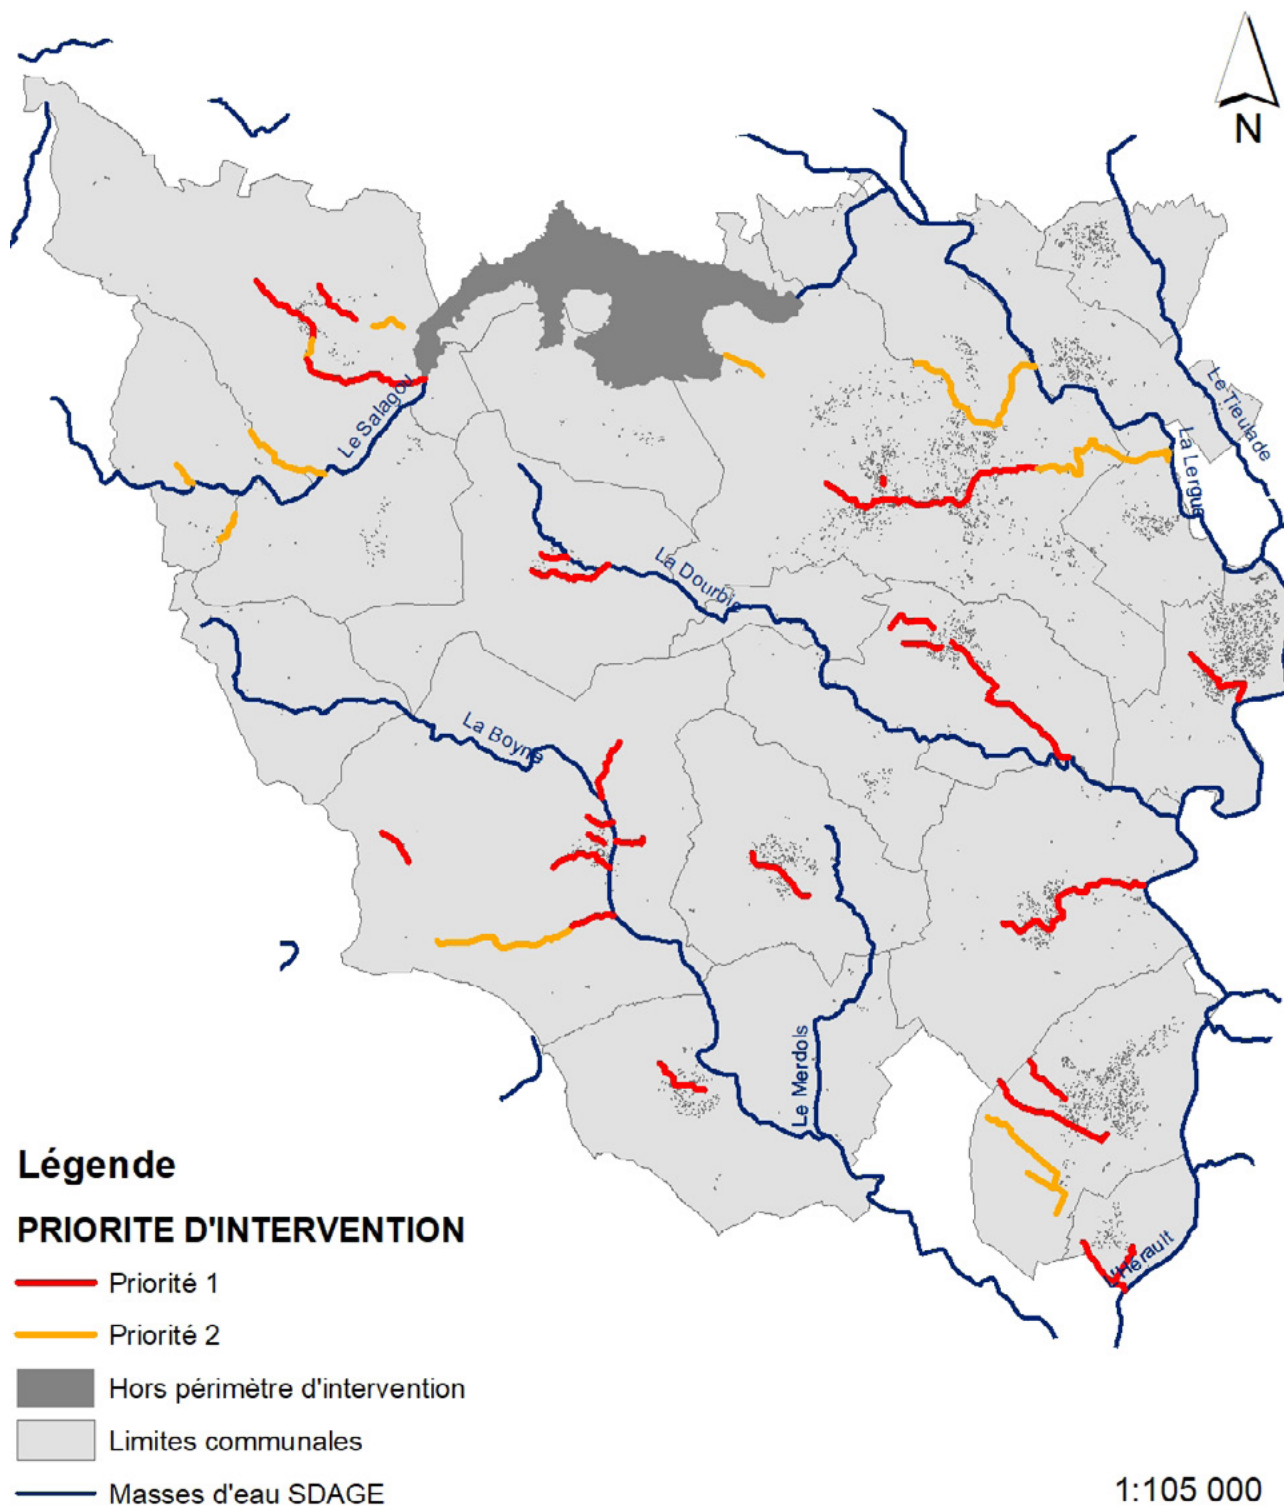 N
Le Salagou
Le Tieulade
La Lergue
La Dourbie
La Boyne
Le Merdols
L'Hérault
Légende
PRIORITE D'INTERVENTION
Priorité 1
Priorité 2
Hors périmètre d'intervention
Limites communales
Masses d'eau SDAGE
1:105 000